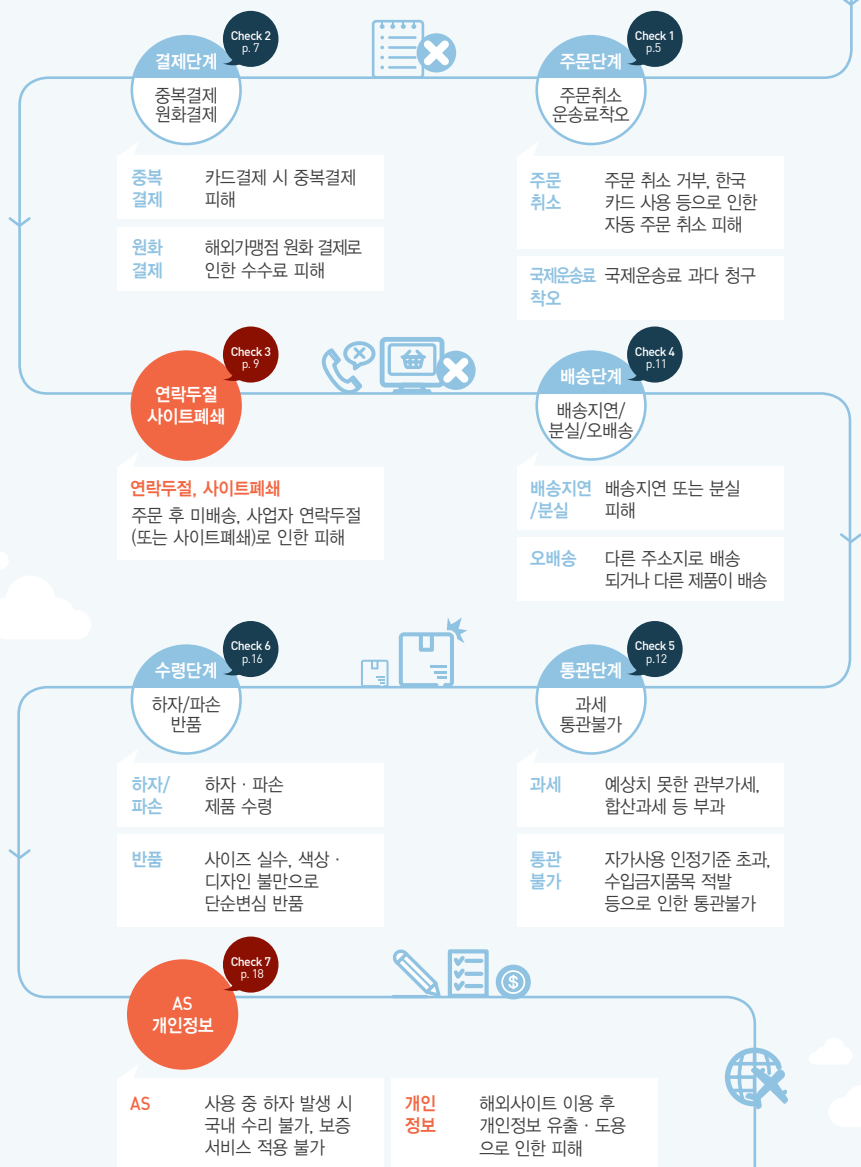 Check 1
p.5
주문단계
주문취소
운송료착오
주문
취소
주문 취소 거부, 한국
카드 사용 등으로 인한
자동 주문 취소 피해
국제운송료
착오
국제운송료 과다 청구
Check 2
p. 7
결제단계
중복결제
원화결제
중복
결제
카드결제 시 중복결제
피해
원화
결제
해외가맹점 원화 결제로
인한 수수료 피해
Check 3
p. 9
연락두절
사이트폐쇄
연락두절, 사이트폐쇄
주문 후 미배송, 사업자 연락두절
(또는 사이트폐쇄)로 인한 피해
Check 4
p.11
배송단계
배송지연/
분실/오배송
배송지연
/분실
배송지연 또는 분실
피해
오배송
다른 주소지로 배송
되거나 다른 제품이 배송
Check 5
p.12
통관단계
과세
통관불가
과세
예상치 못한 관부가세,
합산과세 등 부과
통관
불가
자가사용 인정기준 초과,
수입금지품목 적발
등으로 인한 통관불가
Check 6
p.16
수령단계
하자/파손
반품
하자/
파손
하자 · 파손
제품 수령
반품
사이즈 실수, 색상 ·
디자인 불만으로
단순변심 반품
Check 7
p. 18
AS
개인정보
AS
사용 중 하자 발생 시
국내 수리 불가, 보증
서비스 적용 불가
개인
정보
해외사이트 이용 후
개인정보 유출 · 도용
으로 인한 피해
$